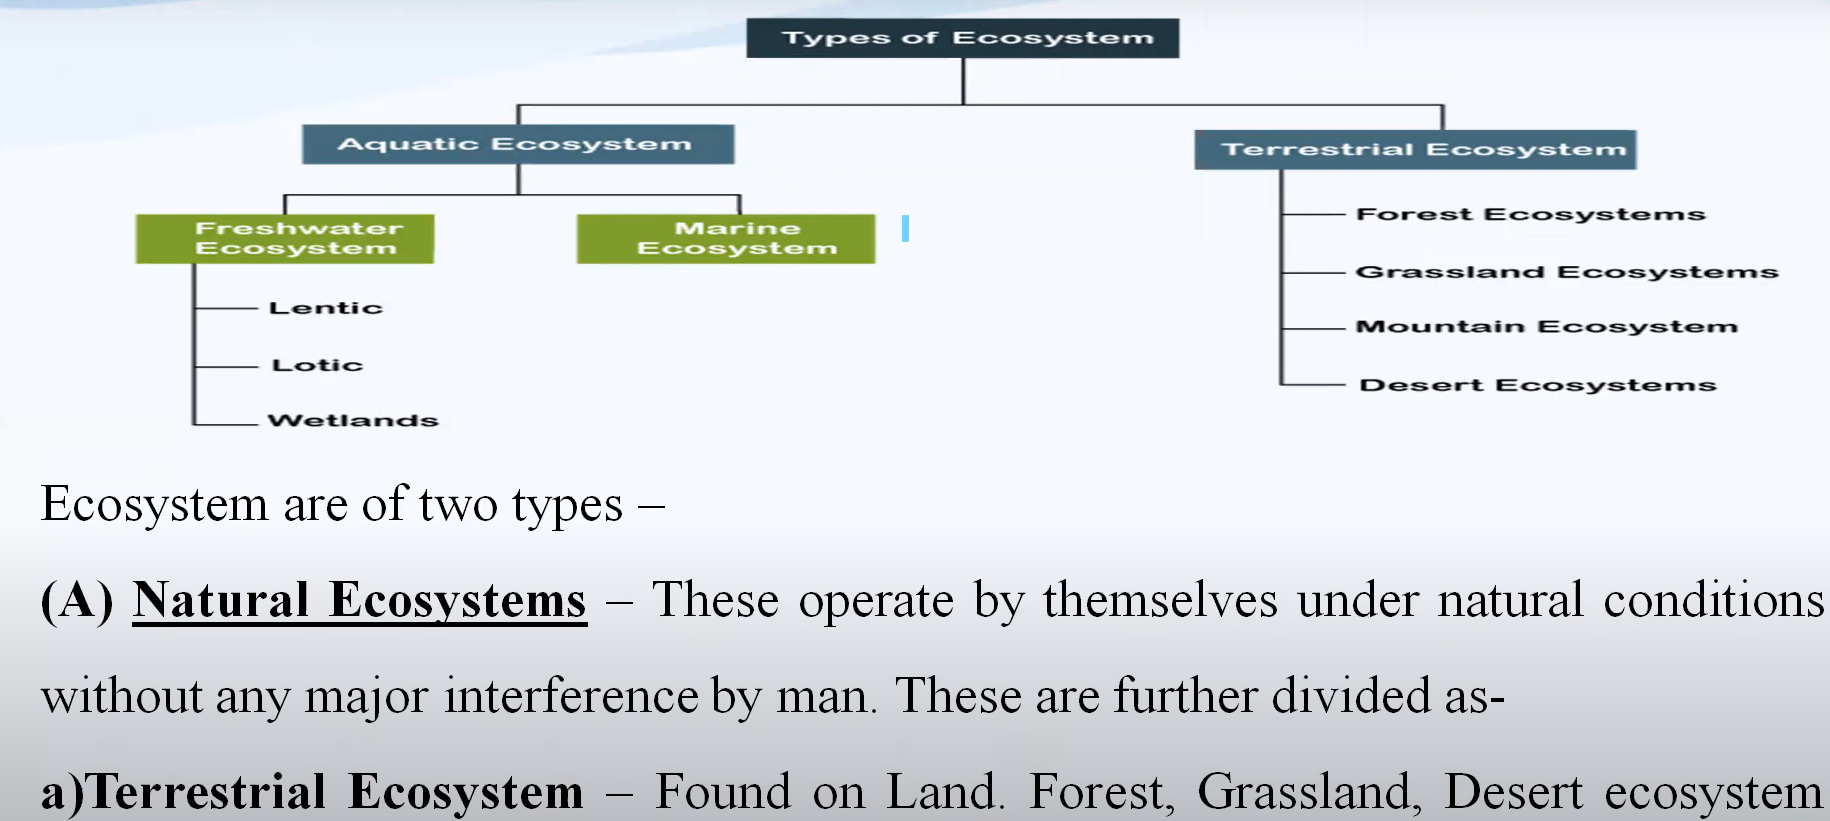 Types of Ecosystem
Aquatic Ecosystem
Terrestrial Ecosystem
Freshwater
Ecosystem
Marine
Ecosystem
Lentic
Lotic
Wetlands
Forest Ecosystems
Grassland Ecosystems
Mountain Ecosystem
Desert Ecosystems
Ecosystem are of two types –
(A) Natural Ecosystems – These operate by themselves under natural conditions
without any major interference by man. These are further divided as-
a)Terrestrial Ecosystem – Found on Land. Forest, Grassland, Desert ecosystem